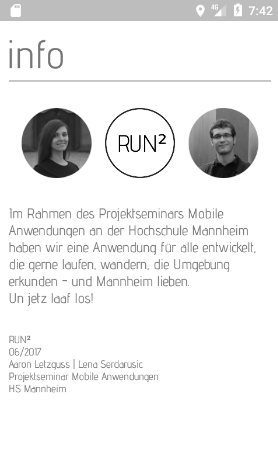 4G 7:42
info
RUN²
Im Rahmen des Projektseminars Mobile
Anwendungen an der Hochschule Mannheim
haben wir eine Anwendung für alle entwickelt,
die gerne laufen, wandern, die Umgebung
erkunden - und Mannheim lieben.
Un jetz laaf los!
RUN²
06/2017
Aaron Letzguss | Lena Serdarusic
Projektseminar Mobile Anwendungen
HS Mannheim